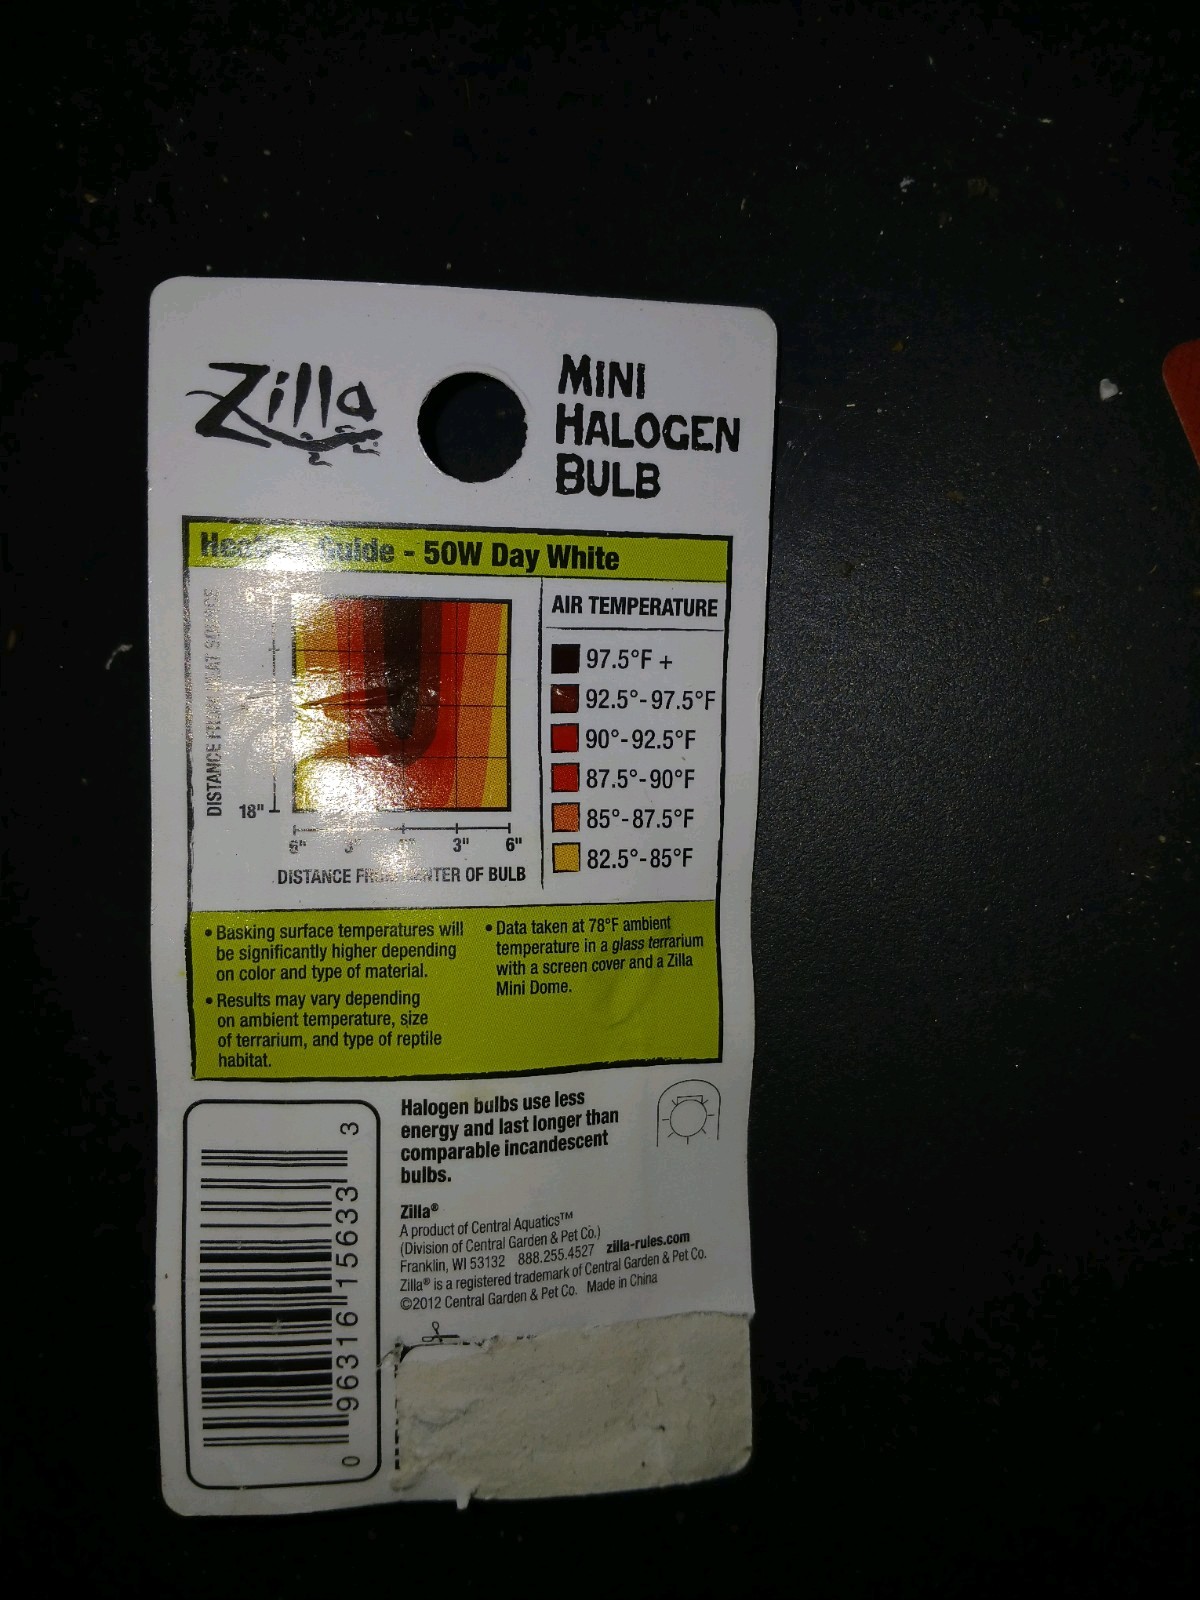 Zilla
MINI
HALOGEN
BULB
Guide - 50W Day White
AIR TEMPERATURE
97.5°F +
92.5°-97.5°F
90°-92.5°F
87.5°-90°F
85°-87.5°F
82.5°-85°F
DISTANCE
18"
3" 6"
DISTANCE OF BULB
• Basking surface temperatures will
be significantly higher depending
on color and type of material.
• Results may vary depending
on ambient temperature, size
of terrarium, and type of reptile
habitat.
• Data taken at 78°F ambient
temperature in a glass terrarium
with a screen cover and a Zilla
Mini Dome.
Halogen bulbs use less
energy and last longer than
comparable incandescent
bulbs.
Zilla®
A product of Central Aquatics™
(Division of Central Garden & Pet Co.)
Franklin, WI 53132 888.255.4527 zilla-rules.com
Zilla® is a registered trademark of Central Garden & Pet Co.
©2012 Central Garden & Pet Co. Made in China
0 96316 15633 3